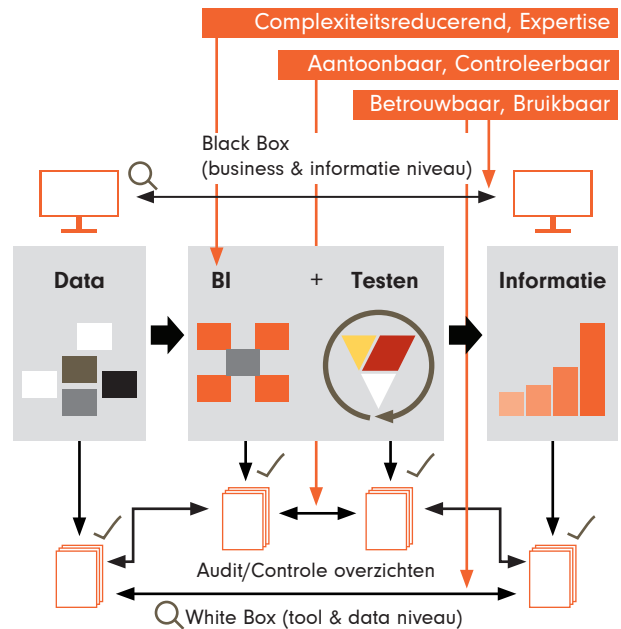 Complexiteitsreducerend, Expertise
Aantoonbaar, Controleerbaar
Betrouwbaar, Bruikbaar
Black Box
(business & informatie niveau)
Data
BI
+
Testen
Informatie
Audit/Controle overzichten
White Box (tool & data niveau)